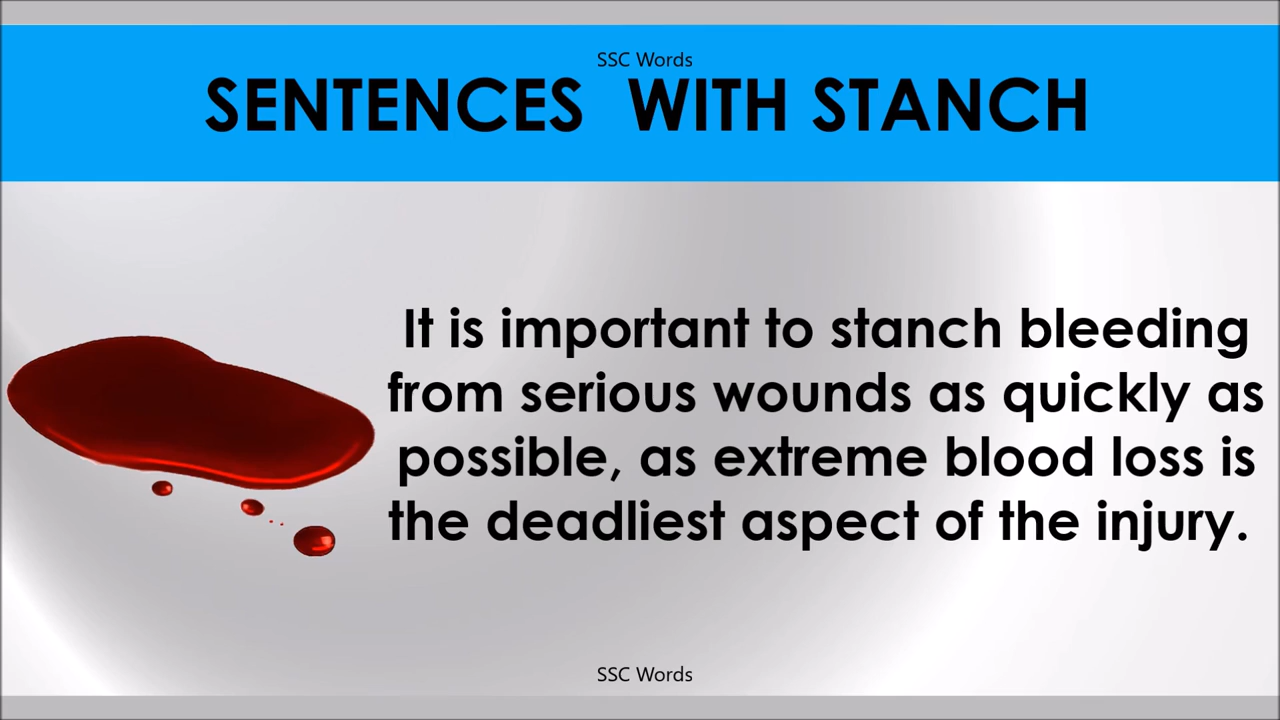 SSC Words
SENTENCES WITH STANCH
It is important to stanch bleeding
from serious wounds as quickly as
possible, as extreme blood loss is
the deadliest aspect of the injury.
SSC Words